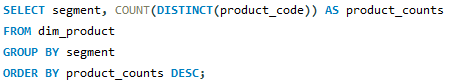 SELECT segment, COUNT(DISTINCT(product_code)) AS product_counts
FROM dim_product
GROUP BY segment
ORDER BY product_counts DESC;